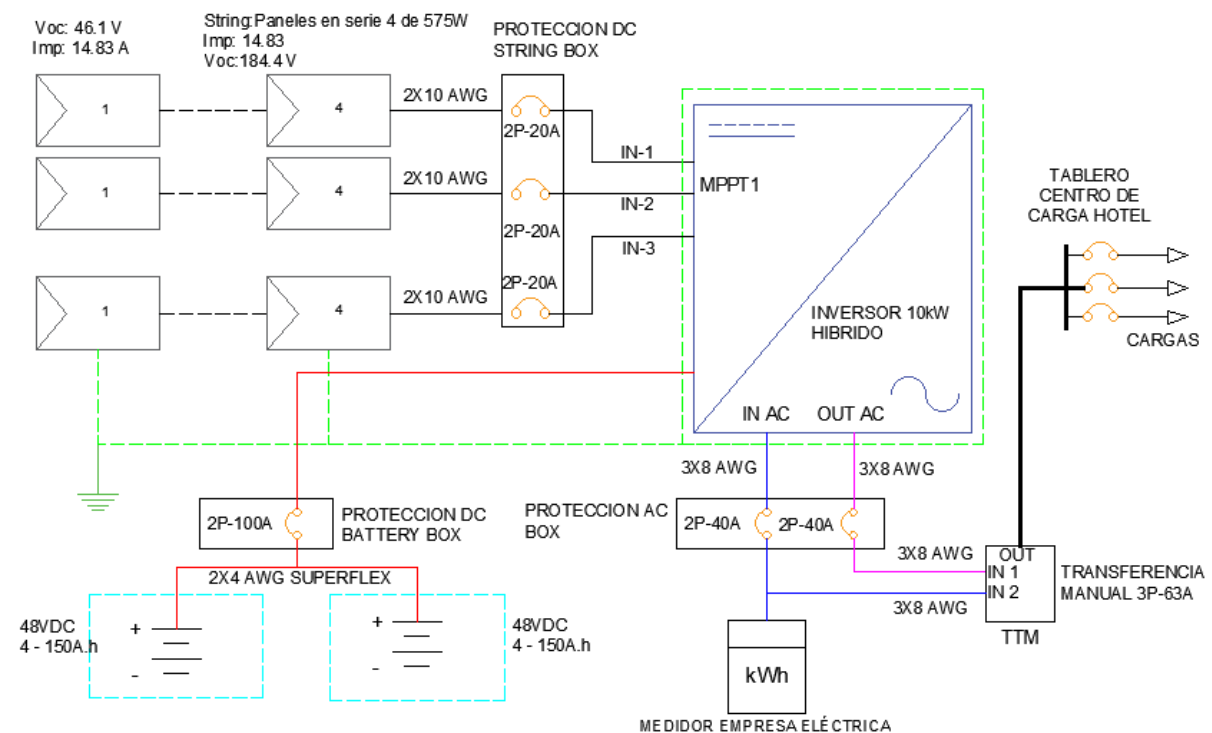 Voc: 46.1 V
Imp: 14.83 A
String:Paneles en serie 4 de 575W
Imp: 14.83
Voc:184.4 V
PROTECCION DC
STRING BOX
1
4
2X10 AWG
2P-20A
IN-1
1
4
2X10 AWG
MPPT1
IN-2
2P-20A
IN-3
2P-20A
1
4
2X10 AWG
INVERSOR 10kW
HIBRIDO
TABLERO
CENTRO DE
CARGA HOTEL
CARGAS
IN AC
OUT AC
3X8 AWG
3X8 AWG
2P-100A
PROTECCION DC
BATTERY BOX
PROTECCION AC
BOX
2P-40A
2P-40A
2X4 AWG SUPERFLEX
3X8 AWG
OUT
IN 1
IN 2
3X8 AWG
TRANSFERENCIA
MANUAL 3P-63A
TTM
48VDC
4 - 150A.h
+
-
+
-
48VDC
4 - 150A.h
kWh
MEDIDOR EMPRESA ELÉCTRICA